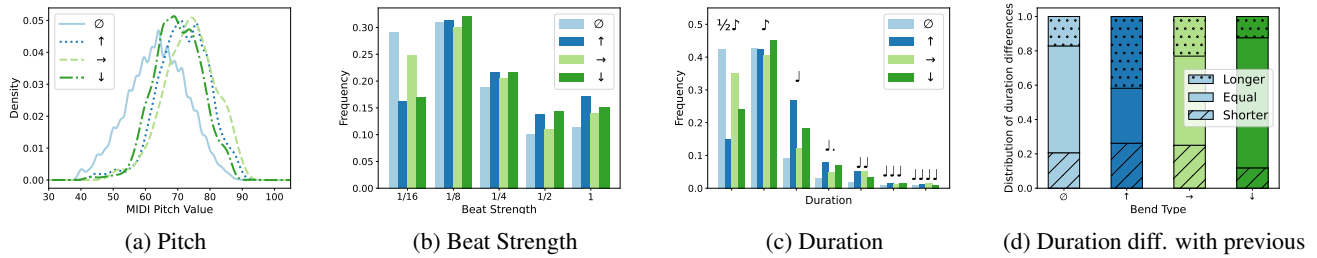 0.05
0.04
0.03
0.02
0.01
0.00
Density
30 40 50 60 70 80 90 100
MIDI Pitch Value
∅
↑
→
↓
(a) Pitch
0.30
0.25
0.20
0.15
0.10
0.05
0.00
Frequency
1/16 1/8 1/4 1/2 1
Beat Strength
∅
↑
→
↓
(b) Beat Strength
0.5
0.4
0.3
0.2
0.1
0.0
Frequency
½♪ ♪ ♩ ♩. ♩♩ ♩♩♩ ♩♩♩♩
Duration
∅
↑
→
↓
(c) Duration
1.0
0.8
0.6
0.4
0.2
0.0
Distribution of duration differences
Longer
Equal
Shorter
∅ ↑ → ↓
Bend Type
(d) Duration diff. with previous